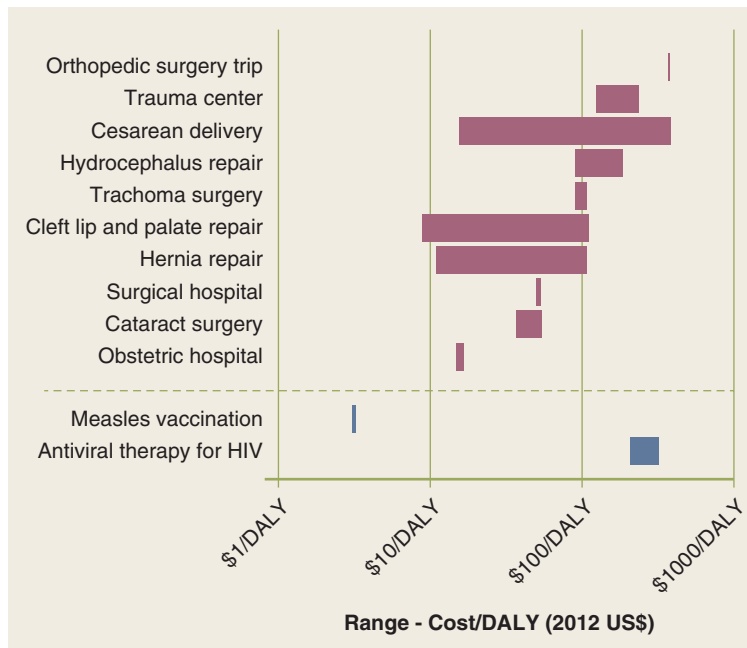 Orthopedic surgery trip
Trauma center
Cesarean delivery
Hydrocephalus repair
Trachoma surgery
Cleft lip and palate repair
Hernia repair
Surgical hospital
Cataract surgery
Obstetric hospital
Measles vaccination
Antiviral therapy for HIV
$1/DALY
$10/DALY
$100/DALY
$1000/DALY
Range - Cost/DALY (2012 US$)